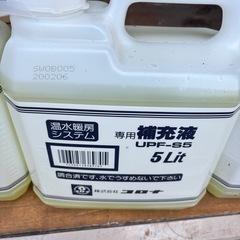 SW0B005
200206
温水暖房
システム
専用 補充液
UPF-S5
5Lit
調合済です、水でうすめないで下さい
株式会社 コロナ